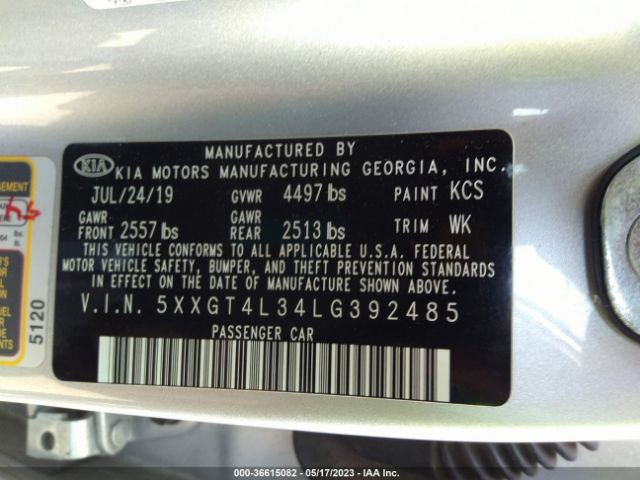 MANUFACTURED BY
KIA KIA MOTORS MANUFACTURING GEORGIA, INC.
JUL/24/19 GVWR 4497 lbs PAINT KCS
GAWR FRONT 2557 lbs GAWR REAR 2513 lbs TRIM WK
THIS VEHICLE CONFORMS TO ALL APPLICABLE U.S.A. FEDERAL
MOTOR VEHICLE SAFETY, BUMPER, AND THEFT PREVENTION STANDARDS
IN EFFECT ON THE DATE OF MANUFACTURE SHOWN ABOVE.
V.I.N. 5XXGT4L34LG392485
PASSENGER CAR
5120
000-36615082 - 05/17/2023 - IAA Inc.